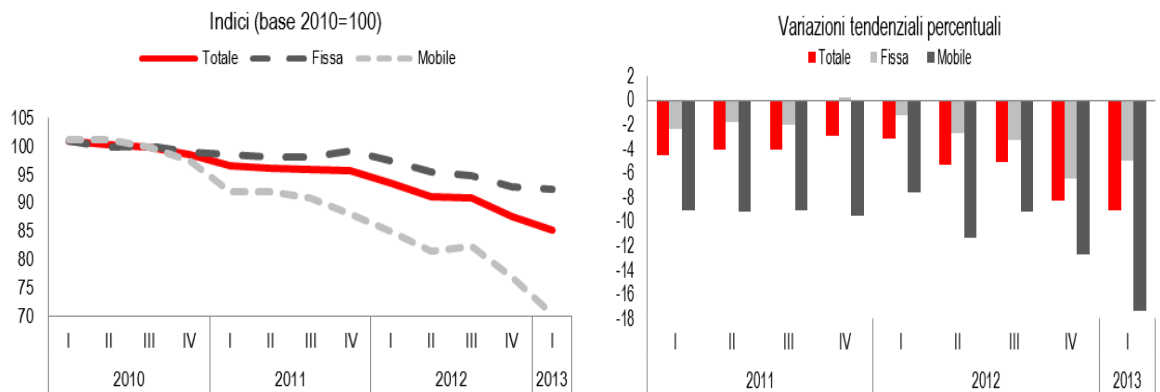 Indici (base 2010=100)
Totale Fissa Mobile
105
100
95
90
85
80
75
70
I II III IV I II III IV I II III IV I
2010 2011 2012 2013
Variazioni tendenziali percentuali
Totale Fissa Mobile
2
0
-2
-4
-6
-8
-10
-12
-14
-16
-18
I II III IV I II III IV I
2011 2012 2013